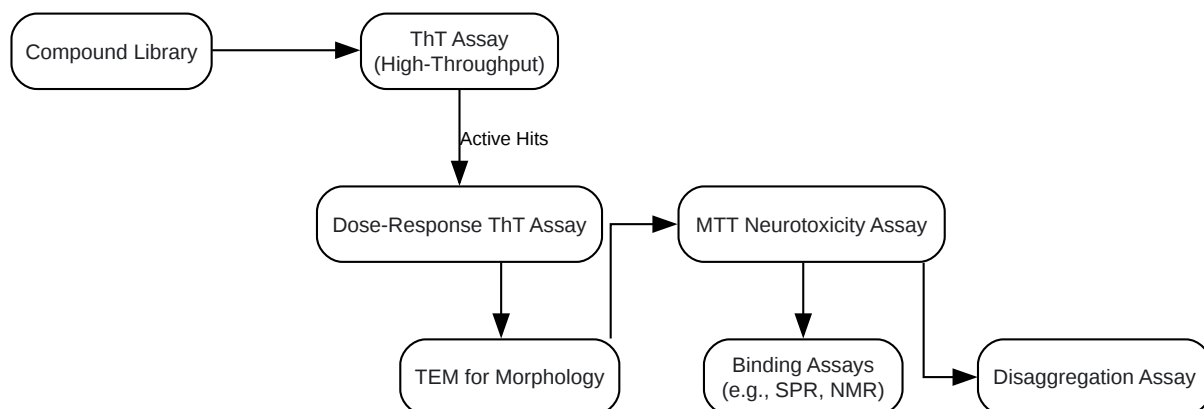 Compound Library
ThT Assay
(High-Throughput)
Active Hits
Dose-Response ThT Assay
MTT Neurotoxicity Assay
TEM for Morphology
Binding Assays
(e.g., SPR, NMR)
Disaggregation Assay